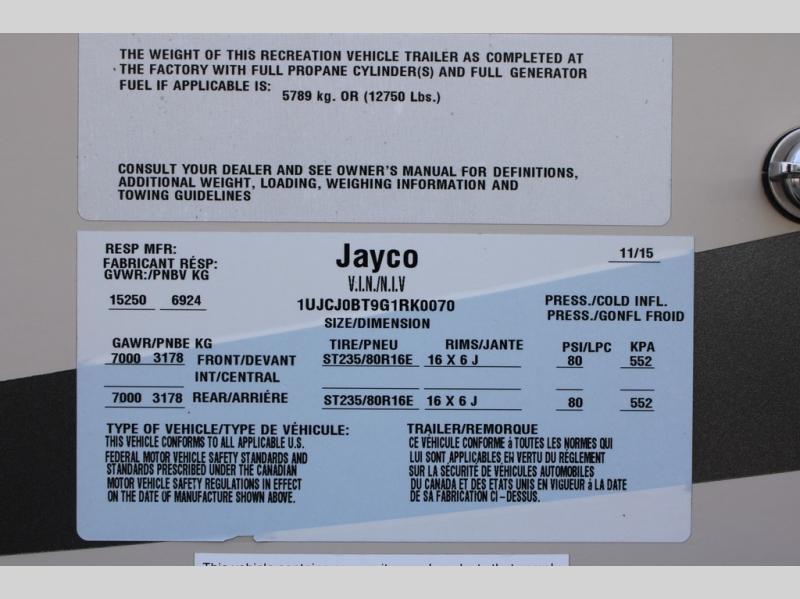 THE WEIGHT OF THIS RECREATION VEHICLE TRAILER AS COMPLETED AT
THE FACTORY WITH FULL PROPANE CYLINDER(S) AND FULL GENERATOR
FUEL IF APPLICABLE IS: 5789 kg. OR (12750 Lbs.)
CONSULT YOUR DEALER AND SEE OWNER'S MANUAL FOR DEFINITIONS,
ADDITIONAL WEIGHT, LOADING, WEIGHING INFORMATION AND
TOWING GUIDELINES
RESP MFR: Jayco 11/15
FABRICANT RÉSP:
GVWR:/PNBV KG V.I.N./N.I.V
15250 6924 1UJCJ0BT9G1RK0070 PRESS./COLD INFL.
SIZE/DIMENSION PRESS./GONFL FROID
GAWR/PNBE KG TIRE/PNEU RIMS/JANTE PSI/LPC KPA
7000 3178 FRONT/DEVANT ST235/80R16E 16 X 6 J 80 552
INT/CENTRAL
7000 3178 REAR/ARRIÉRE ST235/80R16E 16 X 6 J 80 552
TYPE OF VEHICLE/TYPE DE VÉHICULE: TRAILER/REMORQUE
THIS VEHICLE CONFORMS TO ALL APPLICABLE U.S.
FEDERAL MOTOR VEHICLE SAFETY STANDARDS AND
STANDARDS PRESCRIBED UNDER THE CANADIAN
MOTOR VEHICLE SAFETY REGULATIONS IN EFFECT
ON THE DATE OF MANUFACTURE SHOWN ABOVE.
CE VÉHICULE CONFORME à TOUTES LES NORMES QUI
LUI SONT APPLICABLES EN VERTU DU RÉGLEMENT
SUR LA SÉCURITÉ DE VÉHICULES AUTOMOBILES
DU CANADA ET DES ETATS UNIS EN VIGUEUR à LA DATE
DE SA FABRICATION CI-DESSUS.
This vehicle